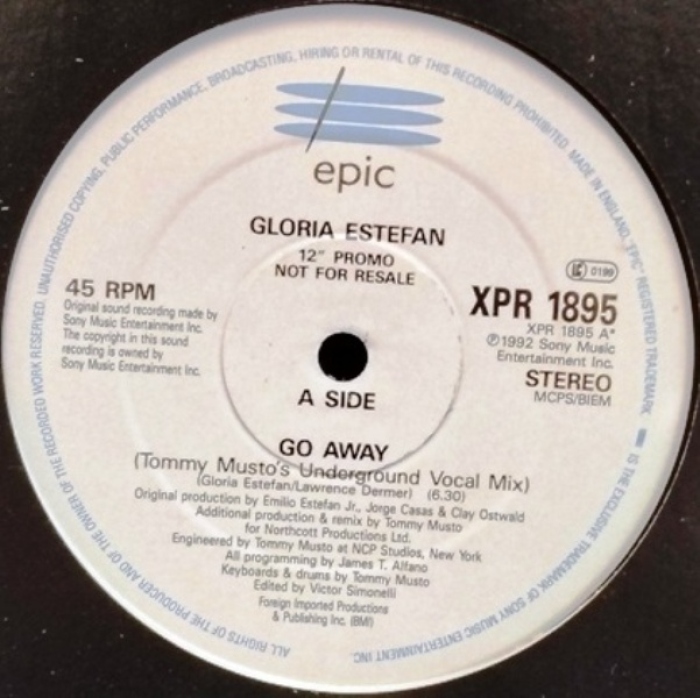 ALL RIGHTS OF THE PRODUCER AND OF THE OWNER OF THE RECORDED WORK RESERVED. UNAUTHORISED COPYING, PUBLIC PERFORMANCE, BROADCASTING, HIRING OR RENTAL OF THIS RECORDING PROHIBITED. MADE IN ENGLAND. "EPIC" REGISTERED TRADEMARK. IS THE EXCLUSIVE TRADEMARK OF SONY MUSIC ENTERTAINMENT INC.
epic
GLORIA ESTEFAN
12" PROMO
NOT FOR RESALE
45 RPM
Original sound recording made by
Sony Music Entertainment Inc.
The copyright in this sound
recording is owned by
Sony Music Entertainment Inc.
LC 0199
XPR 1895
XPR 1895 A*
℗1992 Sony Music
Entertainment Inc.
STEREO
MCPS/BIEM
A SIDE
GO AWAY
(Tommy Musto's Underground Vocal Mix)
(Gloria Estefan/Lawrence Dermer) (6.30)
Original production by Emilio Estefan Jr., Jorge Casas & Clay Ostwald
Additional production & remix by Tommy Musto
for Northcott Productions Ltd.
Engineered by Tommy Musto at NCP Studios, New York
All programming by James T. Alfano
Keyboards & drums by Tommy Musto
Edited by Victor Simonelli
Foreign Imported Productions
& Publishing Inc. (BMI)